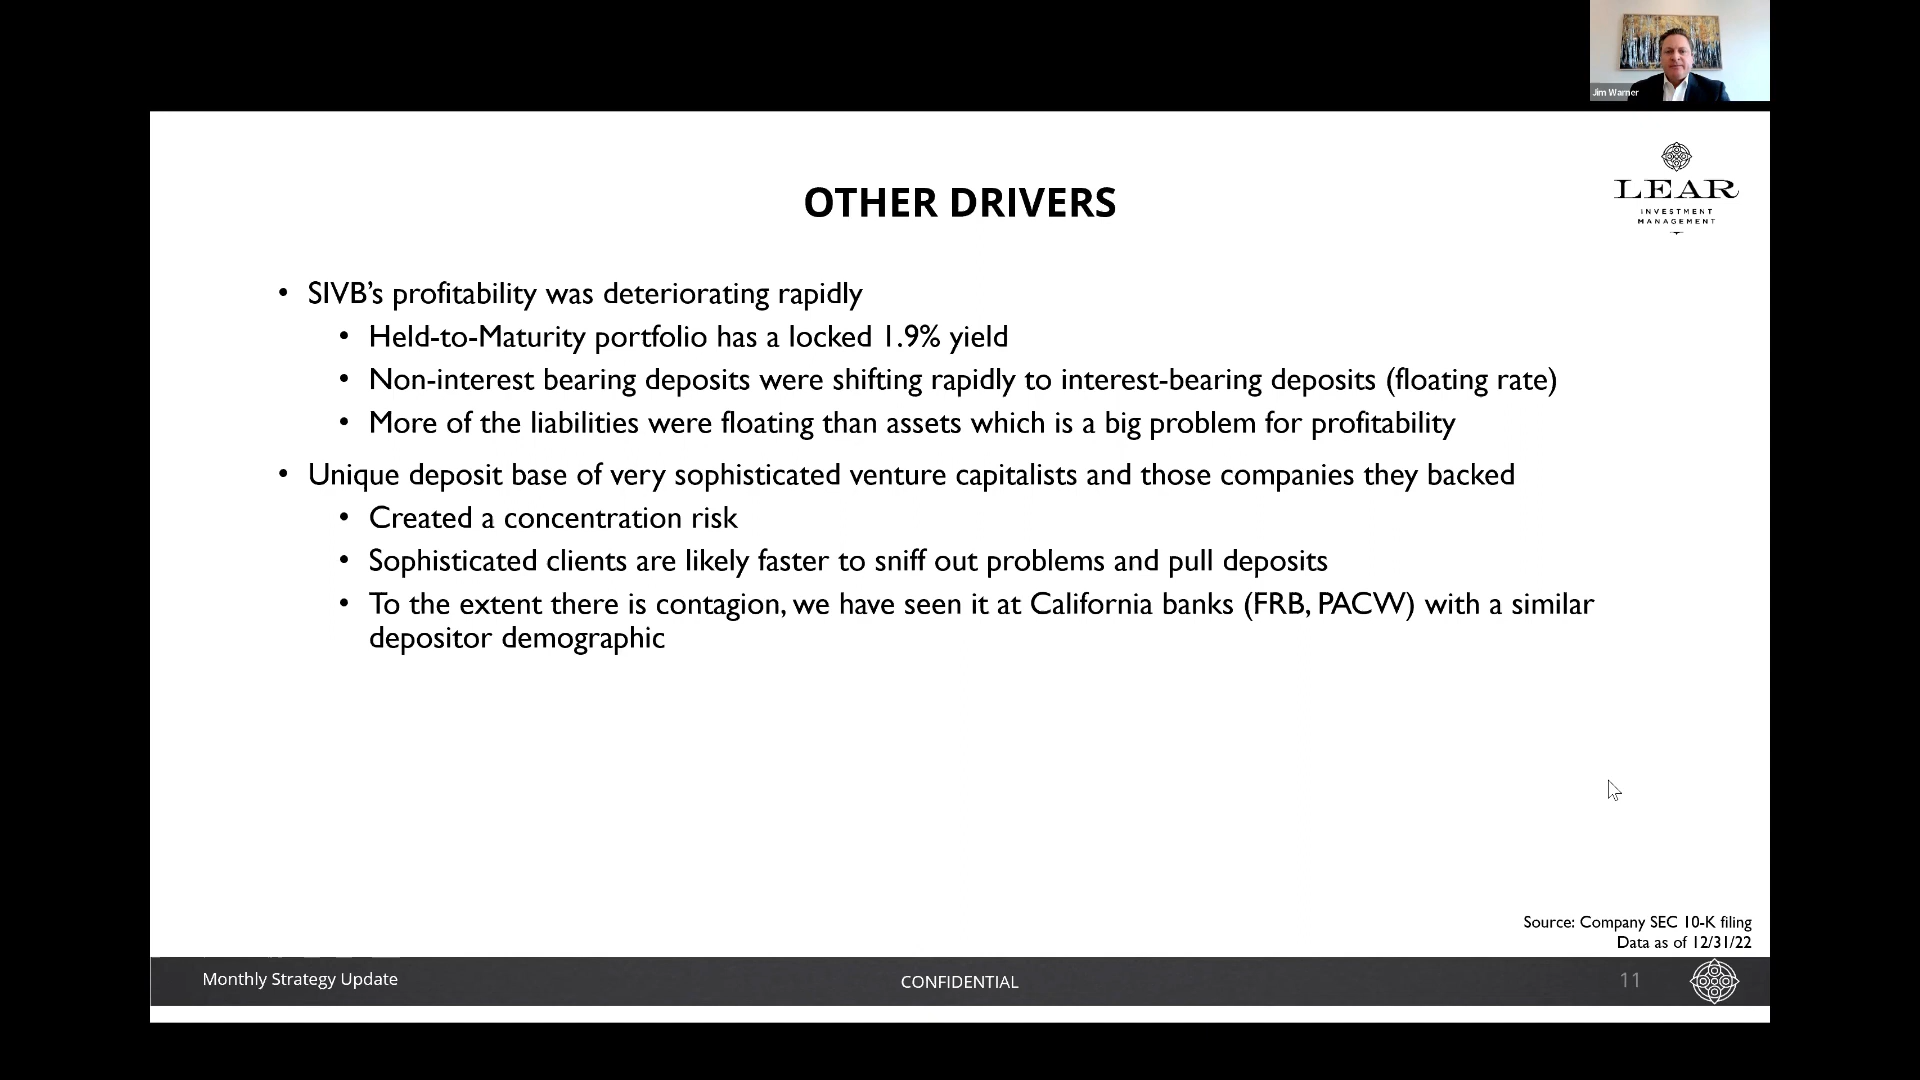 Jim Warner
LEAR
INVESTMENT
MANAGEMENT
OTHER DRIVERS
• SIVB’s profitability was deteriorating rapidly
• Held-to-Maturity portfolio has a locked 1.9% yield
• Non-interest bearing deposits were shifting rapidly to interest-bearing deposits (floating rate)
• More of the liabilities were floating than assets which is a big problem for profitability
• Unique deposit base of very sophisticated venture capitalists and those companies they backed
• Created a concentration risk
• Sophisticated clients are likely faster to sniff out problems and pull deposits
• To the extent there is contagion, we have seen it at California banks (FRB, PACW) with a similar
depositor demographic
Source: Company SEC 10-K filing
Data as of 12/31/22
Monthly Strategy Update
CONFIDENTIAL
11